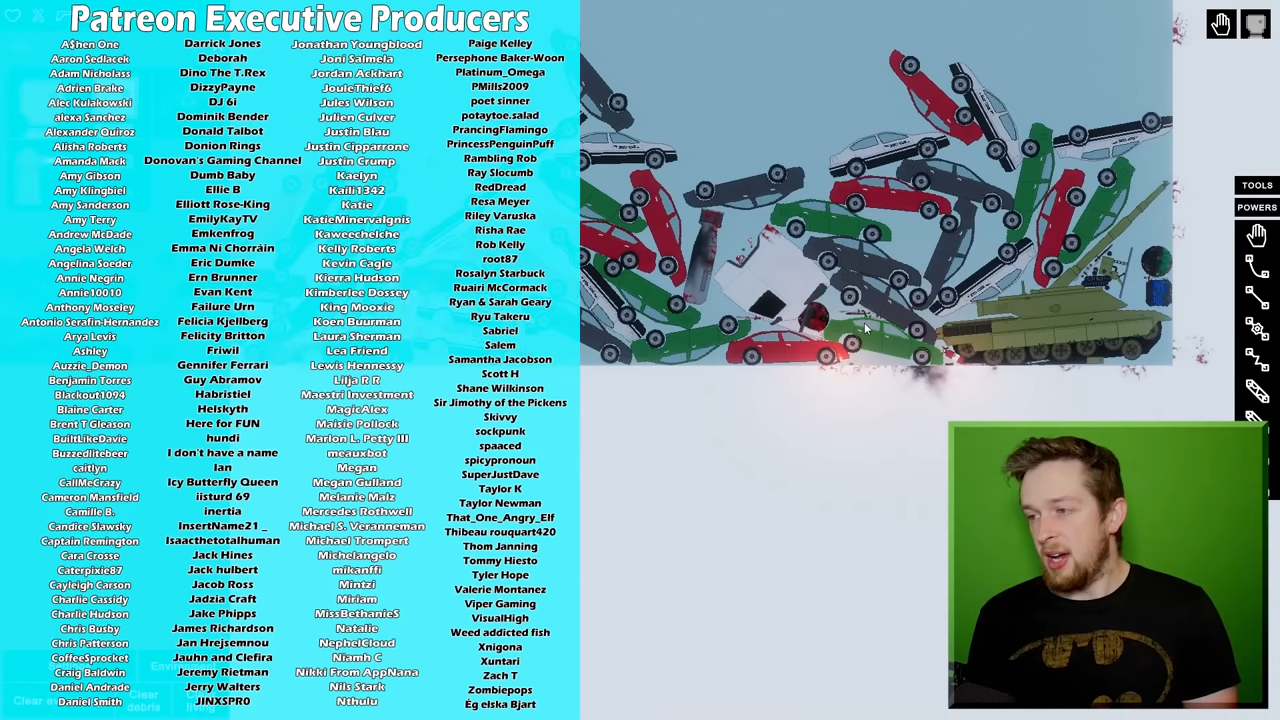 Patreon Executive Producers
A$hen One
Aaron Sedlacek
Adam Nicholass
Adrien Brake
Alec Kulakowski
alexa Sanchez
Alexander Quiroz
Alisha Roberts
Amanda Mack
Amy Gibson
Amy Klingbiel
Amy Sanderson
Amy Terry
Andrew McDade
Angela Welch
Angelina Soeder
Annie Negrin
Annie10010
Anthony Moseley
Antonio Serafin-Hernandez
Arya Levis
Ashley
Auzzie_Demon
Benjamin Torres
Blackout1094
Blaine Carter
Brent T Gleason
BuiltLikeDavie
Buzzedlitebeer
caitlyn
CallMeCrazy
Cameron Mansfield
Camille B.
Candice Slawsky
Captain Remington
Cara Crosse
Caterpixie87
Cayleigh Carson
Charlie Cassidy
Charlie Hudson
Chris Busby
Chris Patterson
CoffeeSprocket
Craig Baldwin
Daniel Andrade
Daniel Smith
Darrick Jones
Deborah
Dino The T.Rex
DizzyPayne
DJ 6i
Dominik Bender
Donald Talbot
Donion Rings
Donovan's Gaming Channel
Dumb Baby
Ellie B
Elliott Rose-King
EmilyKayTV
Emkenfrog
Emma Ní Chorráin
Eric Dumke
Ern Brunner
Evan Kent
Failure Urn
Felicia Kjellberg
Felicity Britton
Friwil
Gennifer Ferrari
Guy Abramov
Habristiel
Helskyth
Here for FUN
hundi
I don't have a name
Ian
Icy Butterfly Queen
iisturd 69
inertia
InsertName21 _
Isaacthetotalhuman
Jack Hines
Jack hulbert
Jacob Ross
Jadzia Craft
Jake Phipps
James Richardson
Jan Hrejsemnou
Jauhn and Clefira
Jeremy Rietman
Jerry Walters
JINXSPR0
Jonathan Youngblood
Joni Salmela
Jordan Ackhart
JouleThief6
Jules Wilson
Julien Culver
Justin Blau
Justin Cipparrone
Justin Crump
Kaelyn
Kaili1342
Katie
KatieMinervaIgnis
Kaweechelche
Kelly Roberts
Kevin Cagle
Kierra Hudson
Kimberline Dossey
King Booxie
Koen Buurman
Laura Sherman
Lea Friend
Lewis Hennessy
Lilja R R
Maestri Investment
MagicAlex
Maisie Pollock
Marlon L. Petty III
meauxbot
Megan
Megan Gulland
Melanie Malz
Mercedes Rothwell
Michael S. Veranneman
Michael Trompert
Michelangelo
mikanffi
Mintzi
Miriam
MissBethanieS
Natalie
NephelCloud
Niamh C
Nikki From AppNana
Nils Stark
Nthulu
Paige Kelley
Persephone Baker-Woon
Platinum_Omega
PMills2009
poet sinner
potaytoe.salad
PrancingFlamingo
PrincessPenguinPuff
Rambling Rob
Ray Slocumb
RedDread
Resa Meyer
Riley Varuska
Risha Rae
Rob Kelly
root87
Rosalyn Starbuck
Ruairi McCormack
Ryan & Sarah Geary
Ryu Takeru
Sabriel
Salem
Samantha Jacobson
Scott H
Shane Wilkinson
Sir Jimothy of the Pickens
Skivvy
sockpunk
spaaced
spicypronoun
SuperJustDave
Taylor K
Taylor Newman
That_One_Angry_Elf
Thibeau rouquart420
Thom Janning
Tommy Hiesto
Tyler Hope
Valerie Montanez
Viper Gaming
VisualHigh
Weed addicted fish
Xnigona
Xuntari
Zach T
Zombiepops
Ég elska Bjart
TOOLS
POWERS
Clear
debris